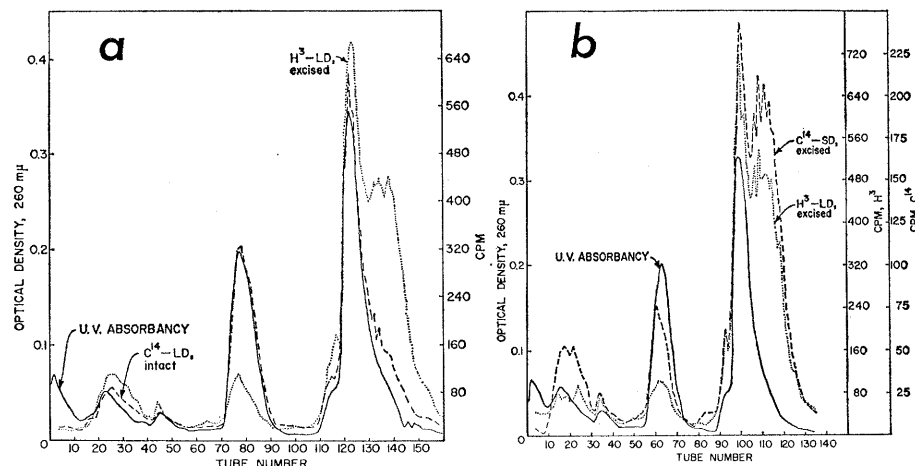 a
H³-LD, excised
U.V. ABSORBANCY
C¹⁴-LD, intact
OPTICAL DENSITY, 260 mμ
0.4
0.3
0.2
0.1
CPM
640
560
480
400
320
240
160
80
0 10 20 30 40 50 60 70 80 90 100 110 120 130 140 150
TUBE NUMBER
b
C¹⁴-SD, excised
H³-LD, excised
U.V. ABSORBANCY
OPTICAL DENSITY, 260 mμ
0.4
0.3
0.2
0.1
CPM, H³
720
640
560
480
400
320
240
160
80
CPM, C¹⁴
225
200
175
150
125
100
75
50
25
0 10 20 30 40 50 60 70 80 90 100 110 120 130 140
TUBE NUMBER